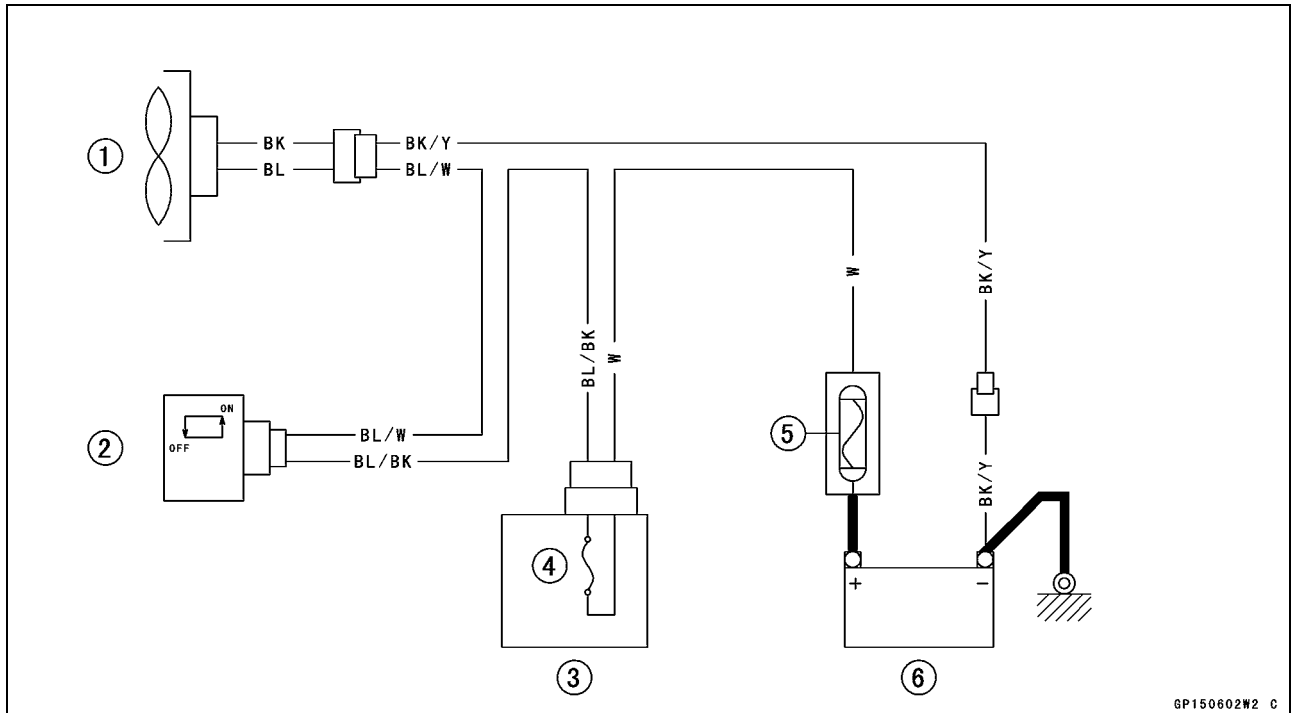 1
BK
BL
BK/Y
BL/W
BL/BK
W
W
BK/Y
2
ON
OFF
BL/W
BL/BK
3
4
5
BK/Y
+
−
6
GP150602W2 C